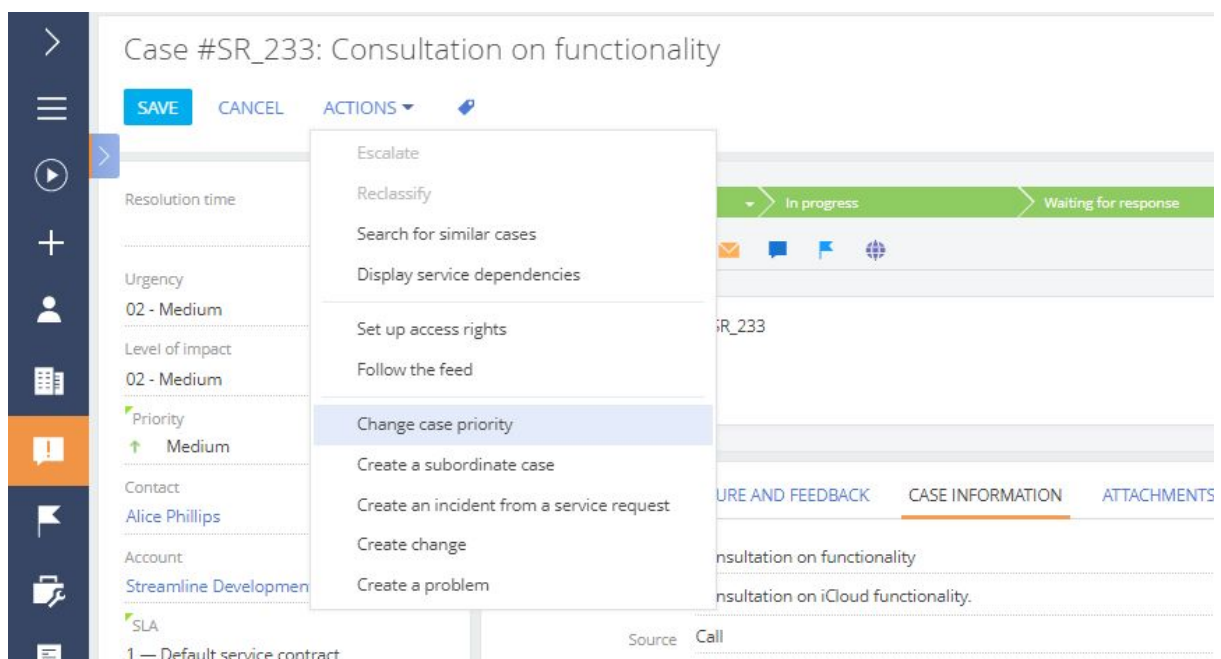 Case #SR_233: Consultation on functionality
SAVE CANCEL ACTIONS
Escalate
Reclassify
Search for similar cases
Display service dependencies
Set up access rights
Follow the feed
Change case priority
Create a subordinate case
Create an incident from a service request
Create change
Create a problem
Resolution time
Urgency
02 - Medium
Level of impact
02 - Medium
Priority
Medium
Contact
Alice Phillips
Account
Streamline Developmen
SLA
1 — Default service contract
In progress Waiting for response
SR_233
URE AND FEEDBACK CASE INFORMATION ATTACHMENTS
nsultation on functionality
nsultation on iCloud functionality.
Source Call